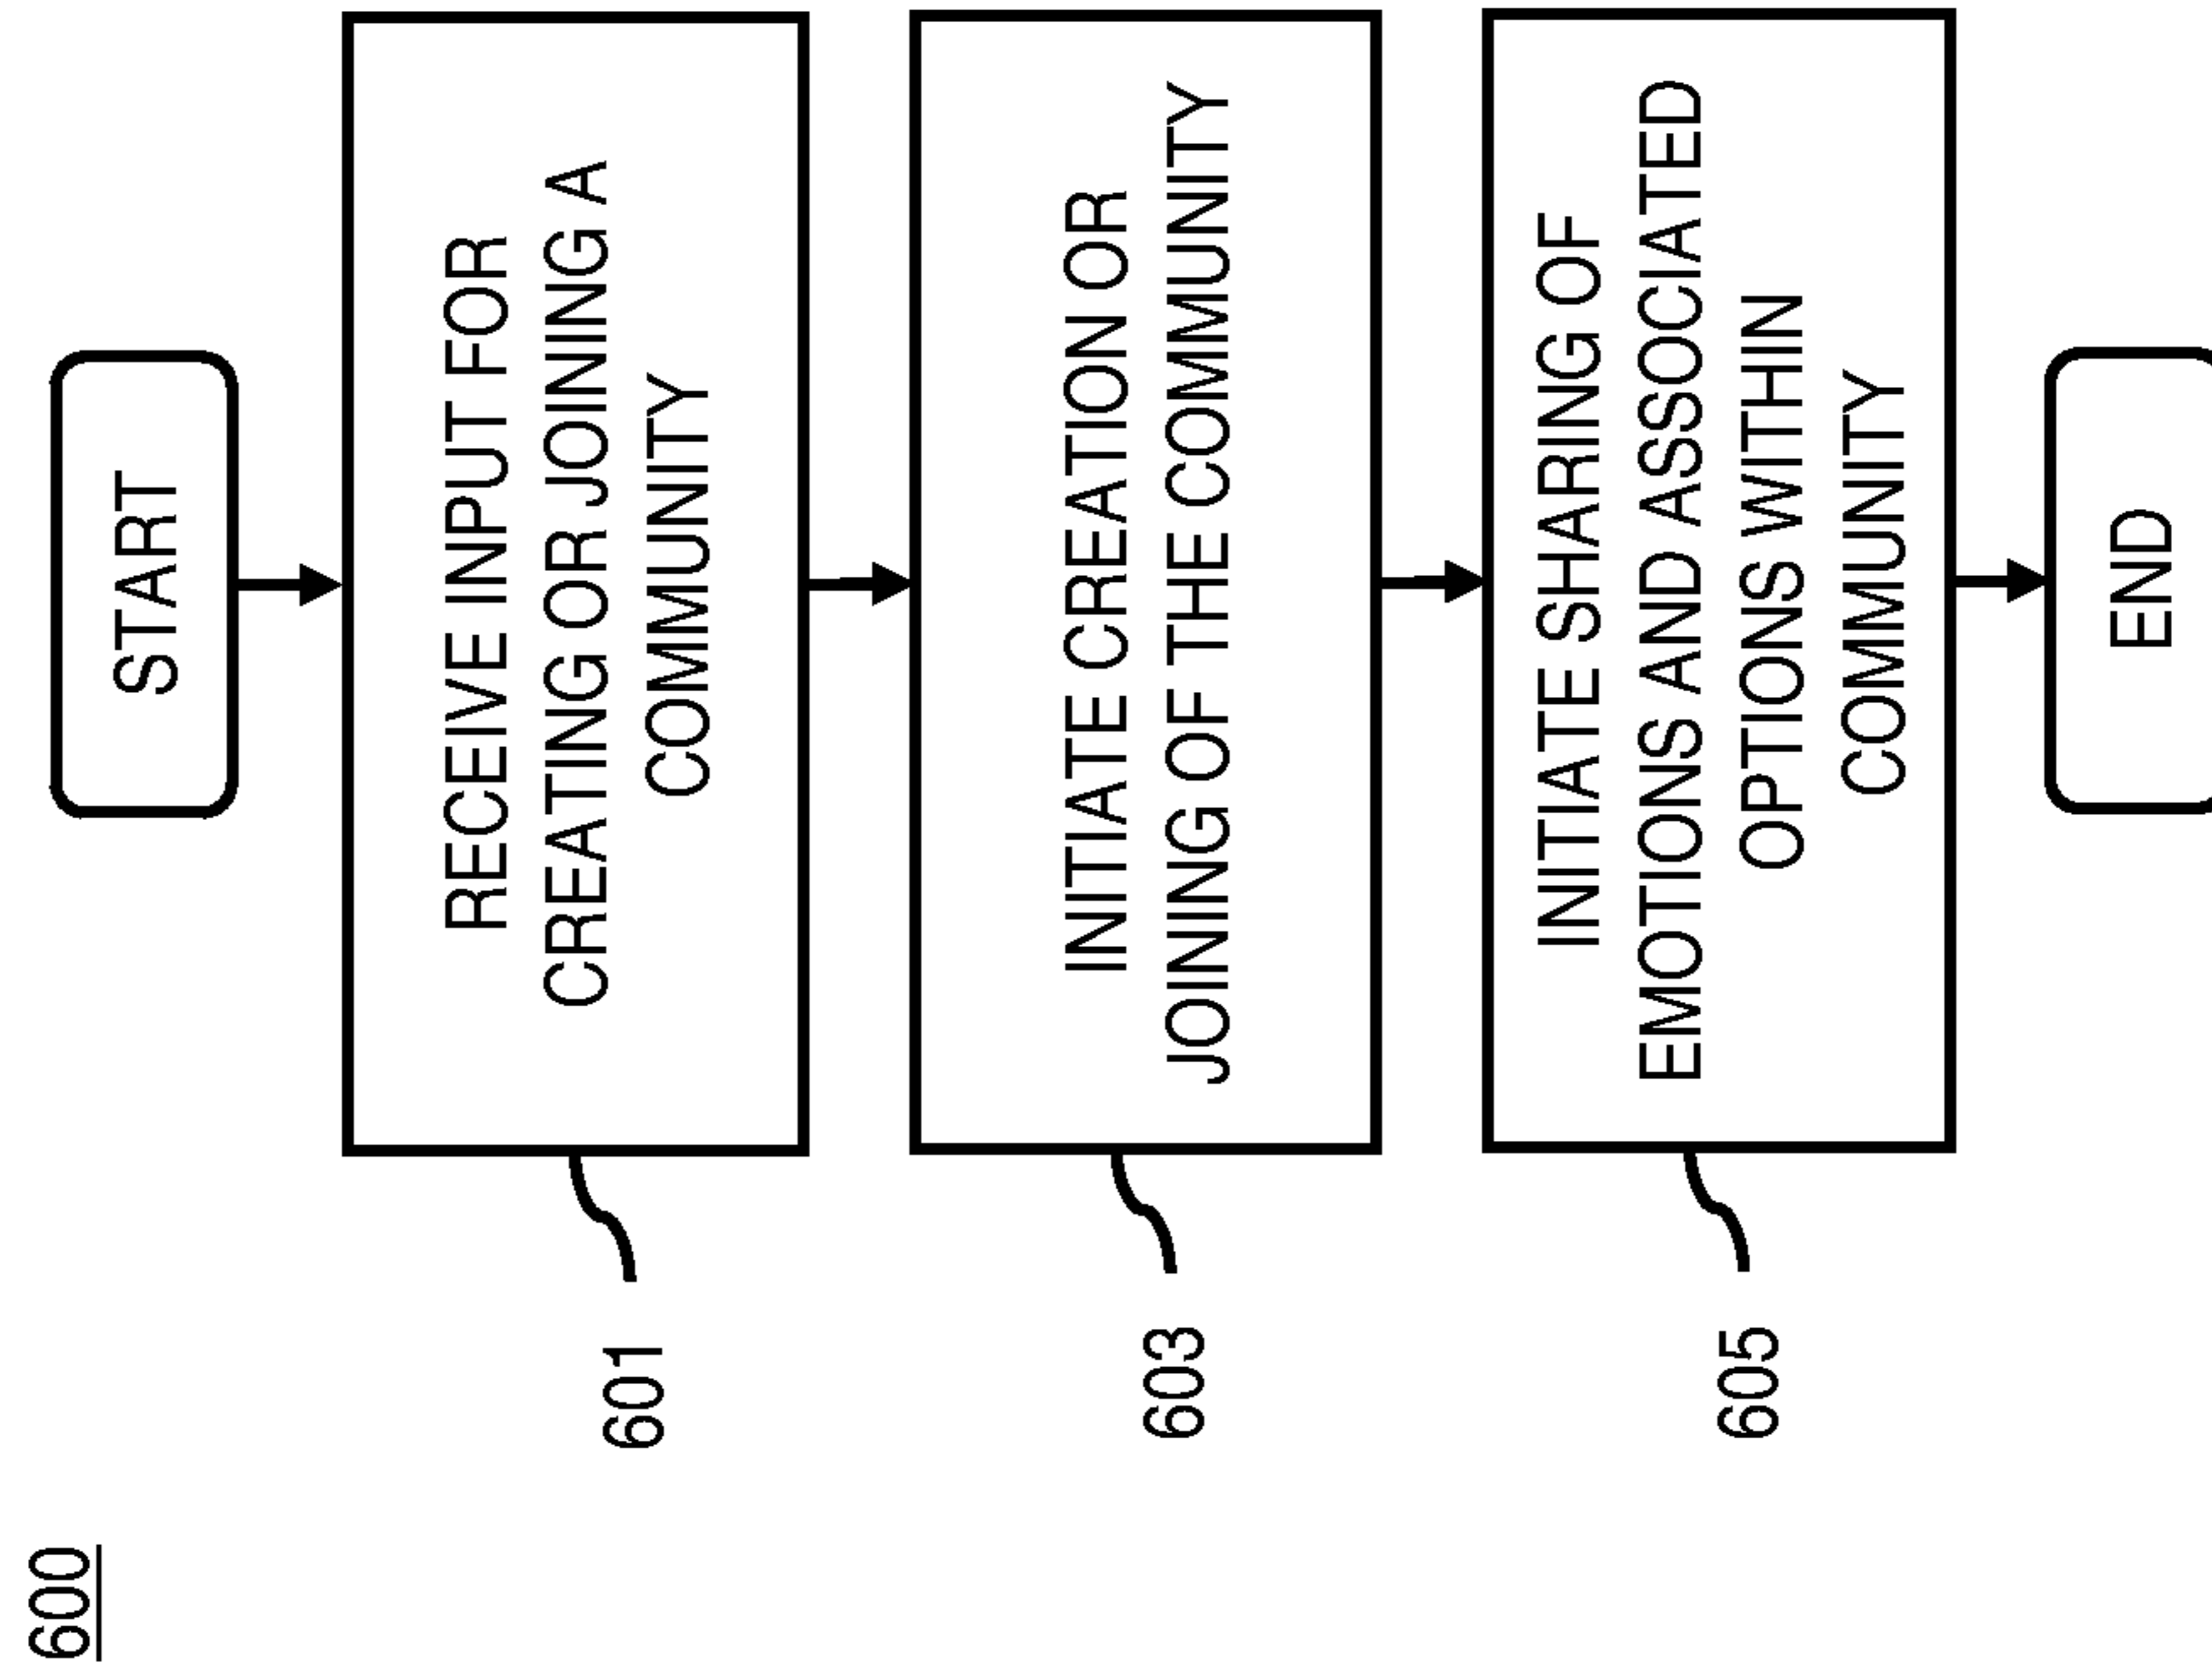 600
START
RECEIVE INPUT FOR
CREATING OR JOINING A
COMMUNITY
601
INITIATE CREATION OR
JOINING OF THE COMMUNITY
603
INITIATE SHARING OF
EMOTIONS AND ASSOCIATED
OPTIONS WITHIN
COMMUNITY
605
END